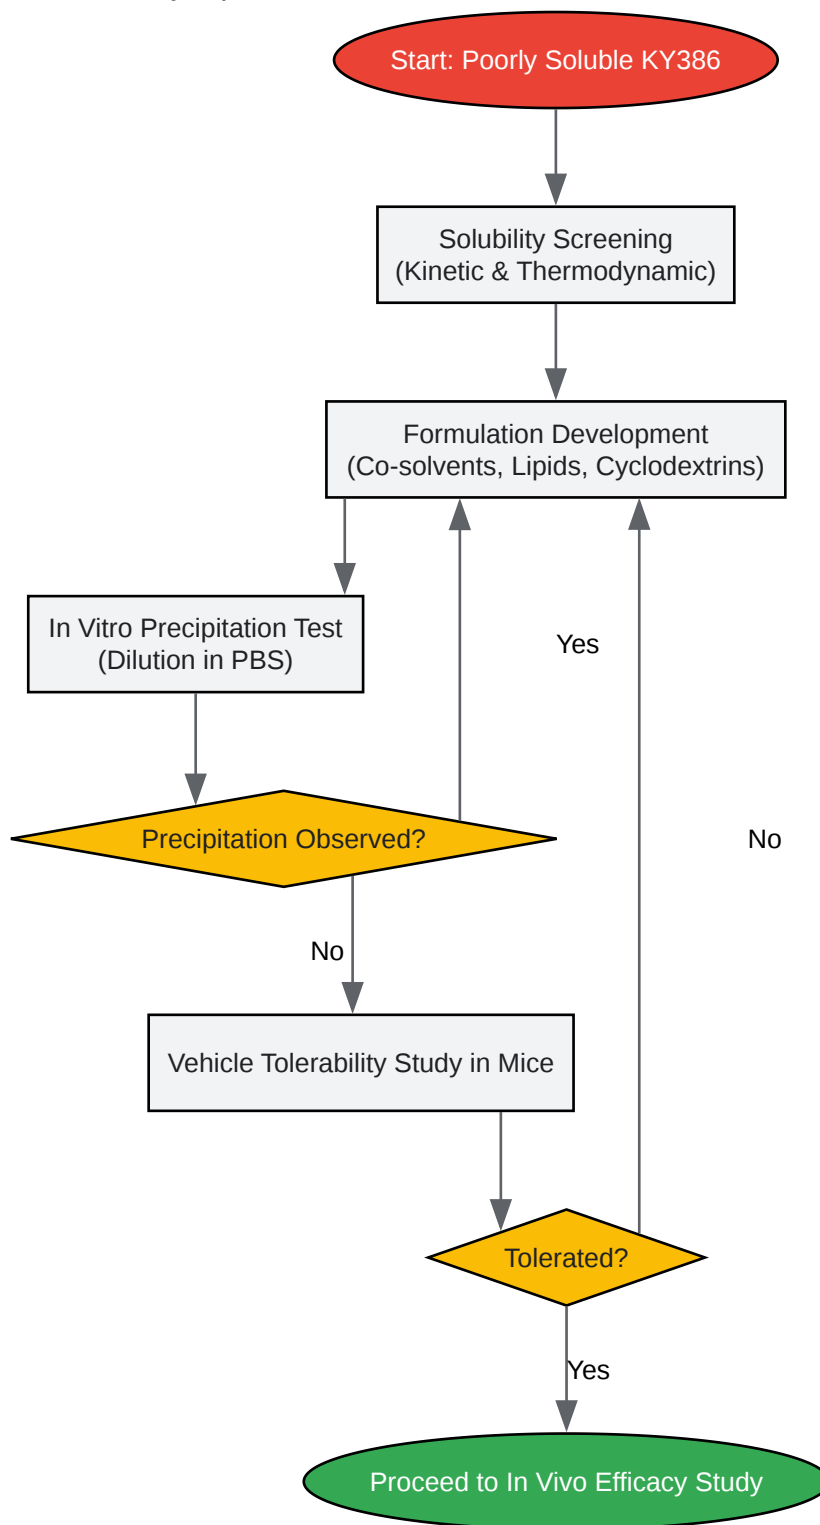 Start: Poorly Soluble KY386
Solubility Screening
(Kinetic & Thermodynamic)
Formulation Development
(Co-solvents, Lipids, Cyclodextrins)
In Vitro Precipitation Test
(Dilution in PBS)
Yes
Precipitation Observed?
No
No
Vehicle Tolerability Study in Mice
Tolerated?
Yes
Proceed to In Vivo Efficacy Study